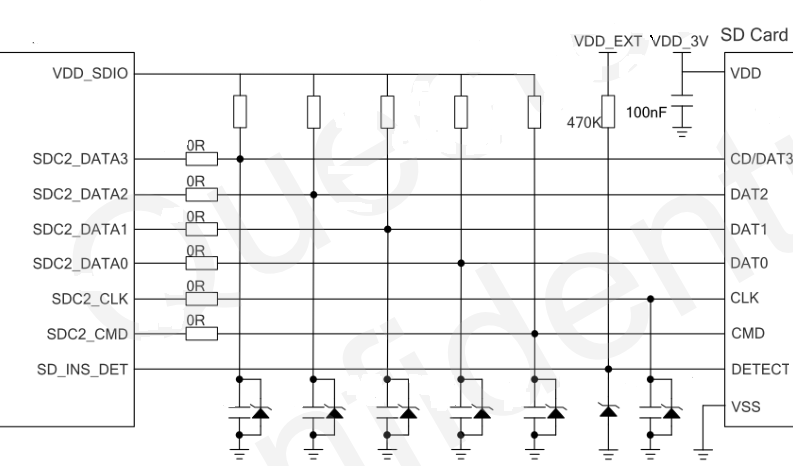 SD Card
VDD_EXT VDD_3V
VDD_SDIO
VDD
470K
100nF
0R
SDC2_DATA3
CD/DAT3
0R
SDC2_DATA2
DAT2
0R
SDC2_DATA1
DAT1
0R
SDC2_DATA0
DAT0
0R
SDC2_CLK
CLK
0R
SDC2_CMD
CMD
SD_INS_DET
DETECT
VSS